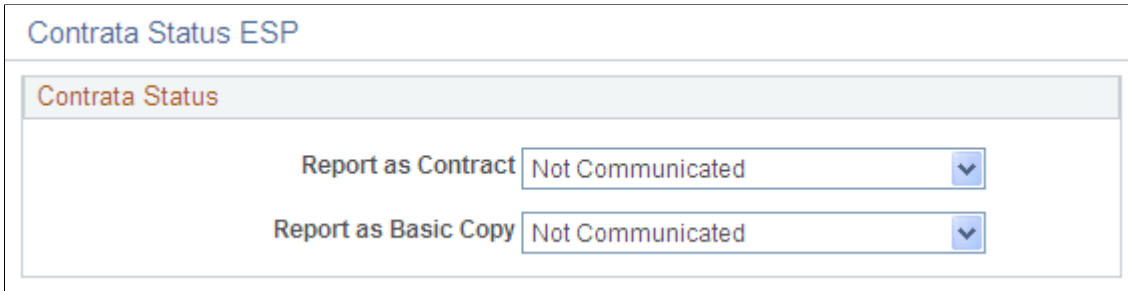 Contrata Status ESP
Contrata Status
Report as Contract Not Communicated
Report as Basic Copy Not Communicated